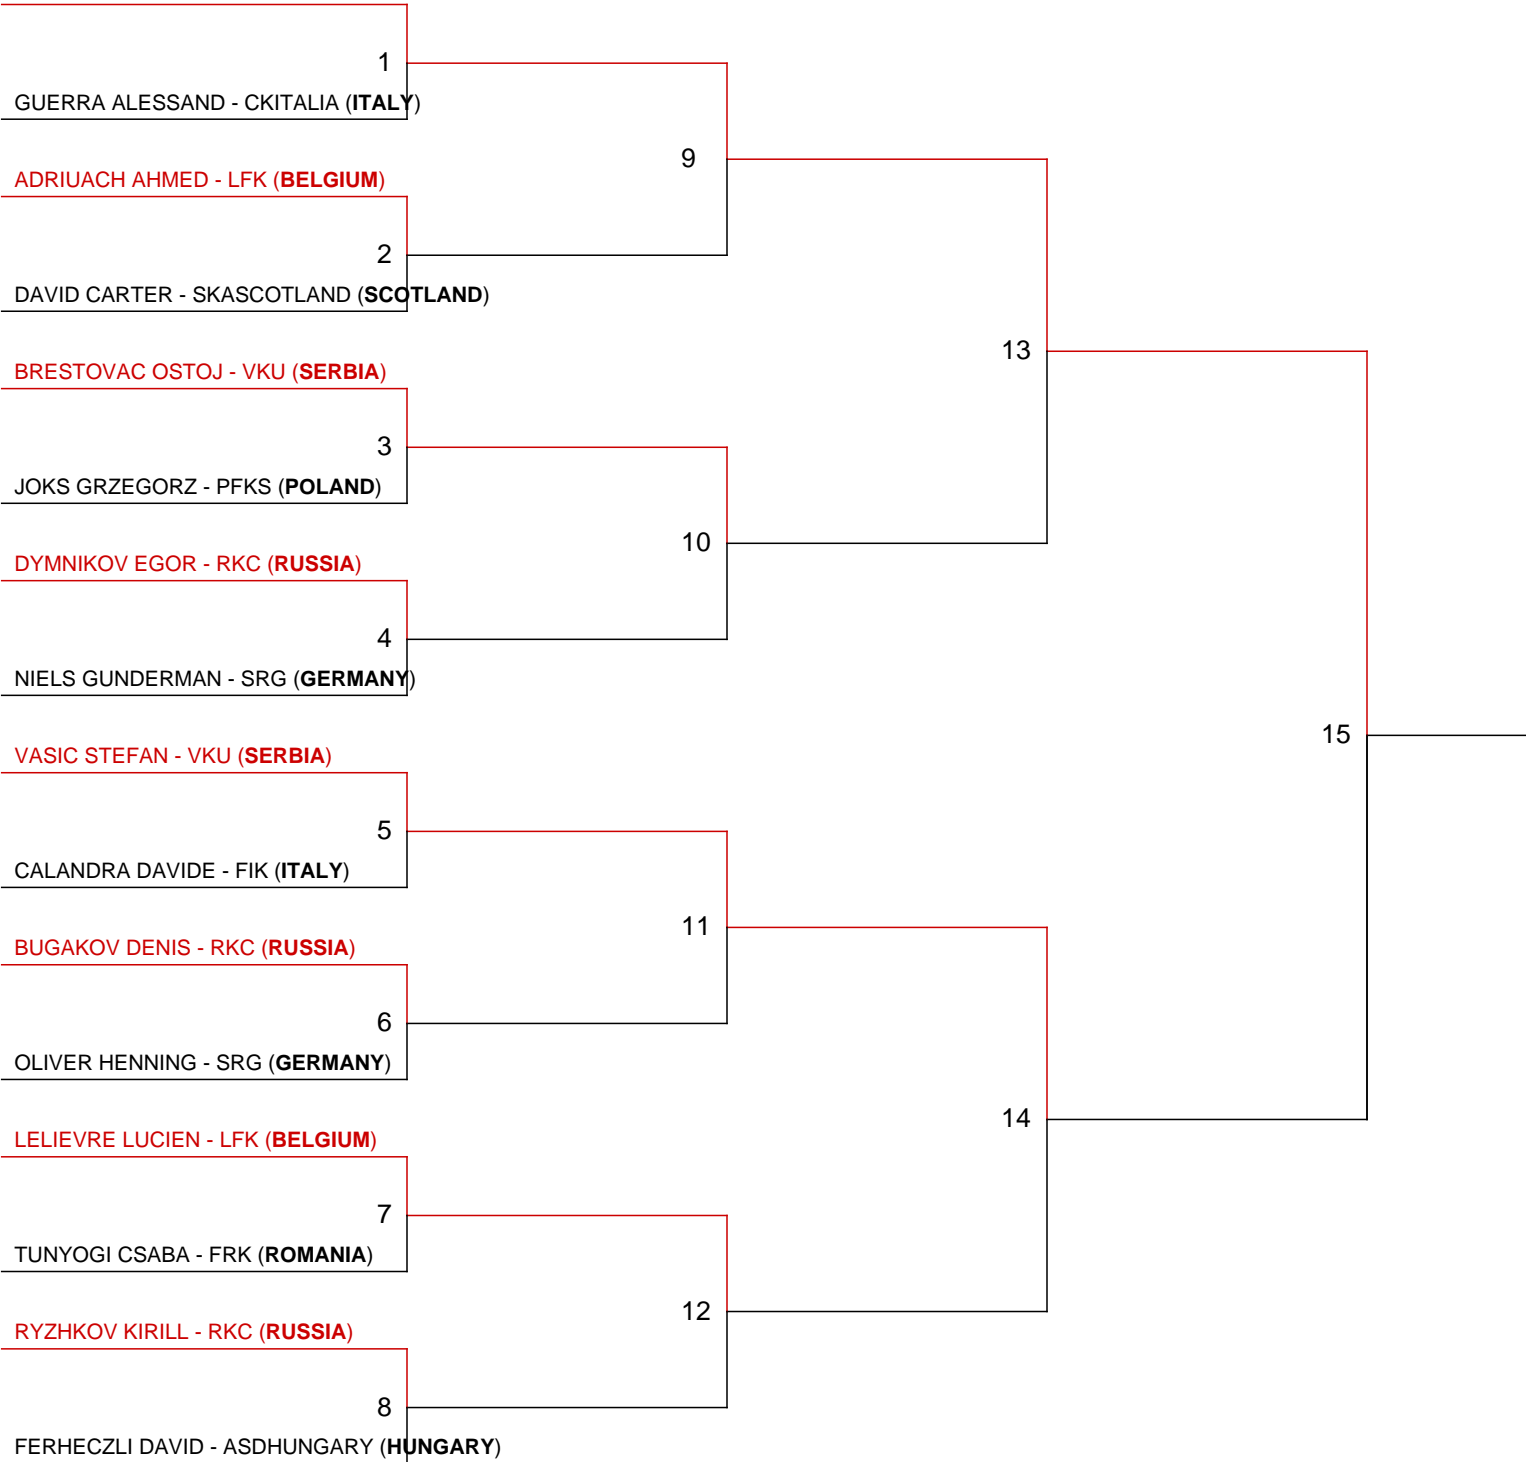 1
GUERRA ALESSAND - CKITALIA (ITALY)
9
ADRIUACH AHMED - LFK (BELGIUM)
2
DAVID CARTER - SKASCOTLAND (SCOTLAND)
13
BRESTOVAC OSTOJ - VKU (SERBIA)
3
JOKS GRZEGORZ - PFKS (POLAND)
10
DYMNIKOV EGOR - RKC (RUSSIA)
4
NIELS GUNDERMAN - SRG (GERMANY)
15
VASIC STEFAN - VKU (SERBIA)
5
CALANDRA DAVIDE - FIK (ITALY)
11
BUGAKOV DENIS - RKC (RUSSIA)
6
OLIVER HENNING - SRG (GERMANY)
14
LELIEVRE LUCIEN - LFK (BELGIUM)
7
TUNYOGI CSABA - FRK (ROMANIA)
12
RYZHKOV KIRILL - RKC (RUSSIA)
8
FERHECZLI DAVID - ASDHUNGARY (HUNGARY)